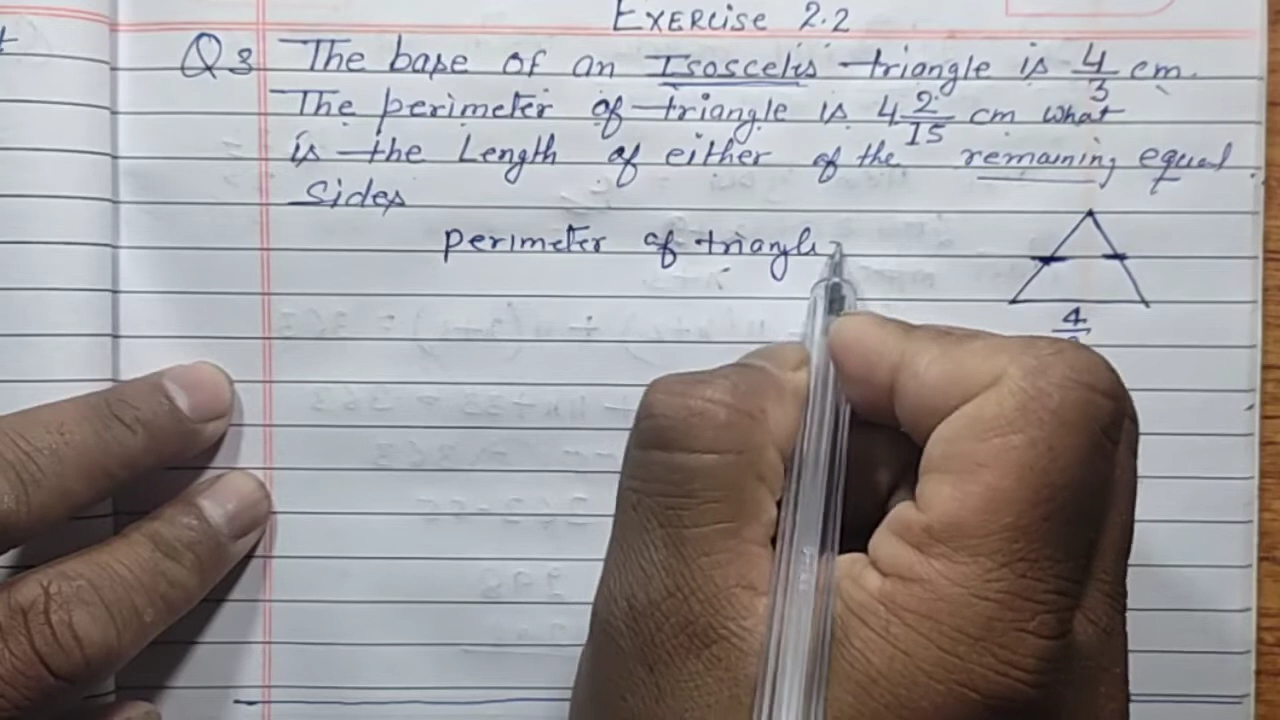 EXERCISE 2.2
Q3 The base of an Isoscelis triangle is 4/3 cm.
The perimeter of triangle is 4 2/15 cm what
is the Length of either of the remaining equal
Sides
perimeter of triangle
4